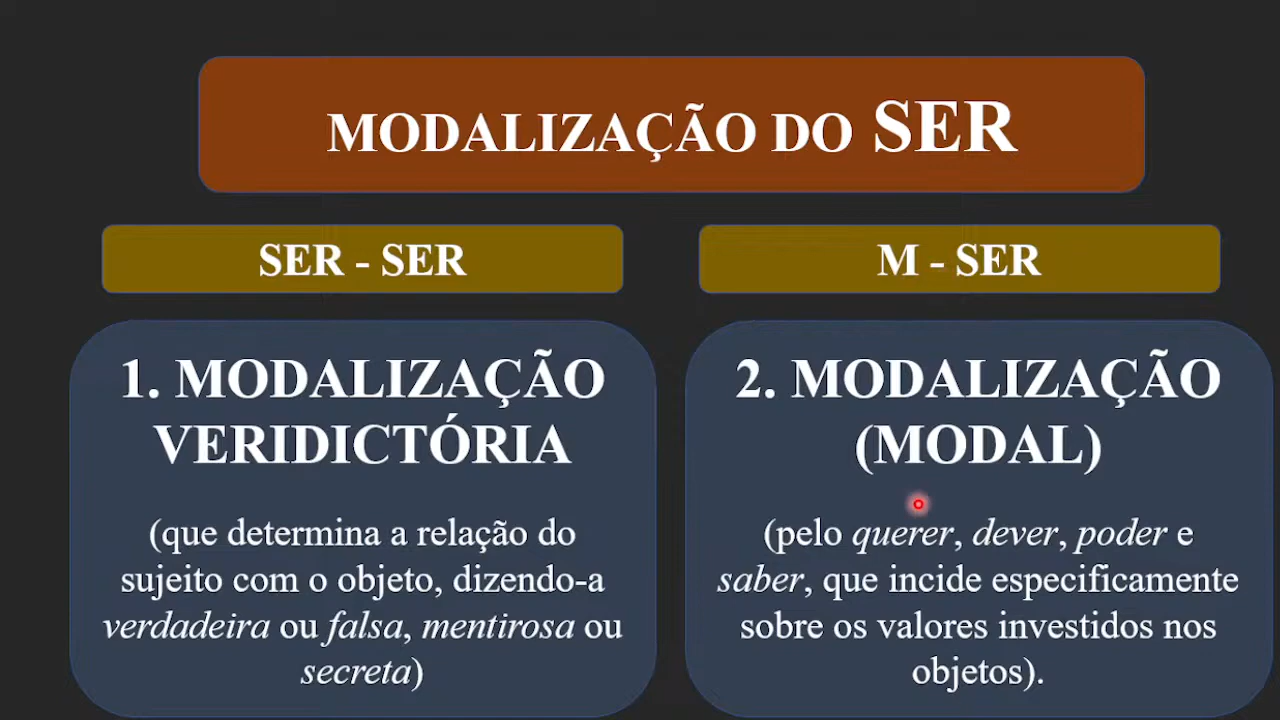 MODALIZAÇÃO DO SER
SER - SER
M - SER
1. MODALIZAÇÃO
VERIDICTÓRIA
(que determina a relação do
sujeito com o objeto, dizendo-a
verdadeira ou falsa, mentirosa ou
secreta)
2. MODALIZAÇÃO
(MODAL)
(pelo querer, dever, poder e
saber, que incide especificamente
sobre os valores investidos nos
objetos).